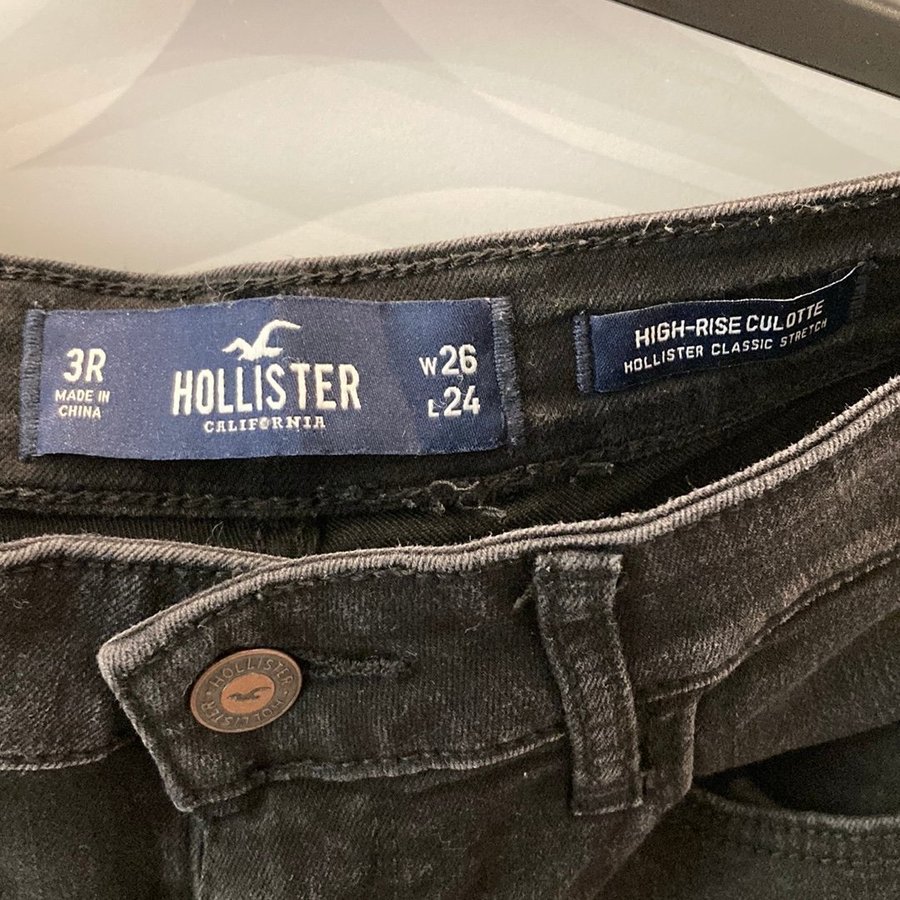 3R
MADE IN
CHINA
HOLLISTER
CALIFORNIA
W26
L24
HIGH-RISE CULOTTE
HOLLISTER CLASSIC STRETCH
HOLLISTER
HOLLISTER